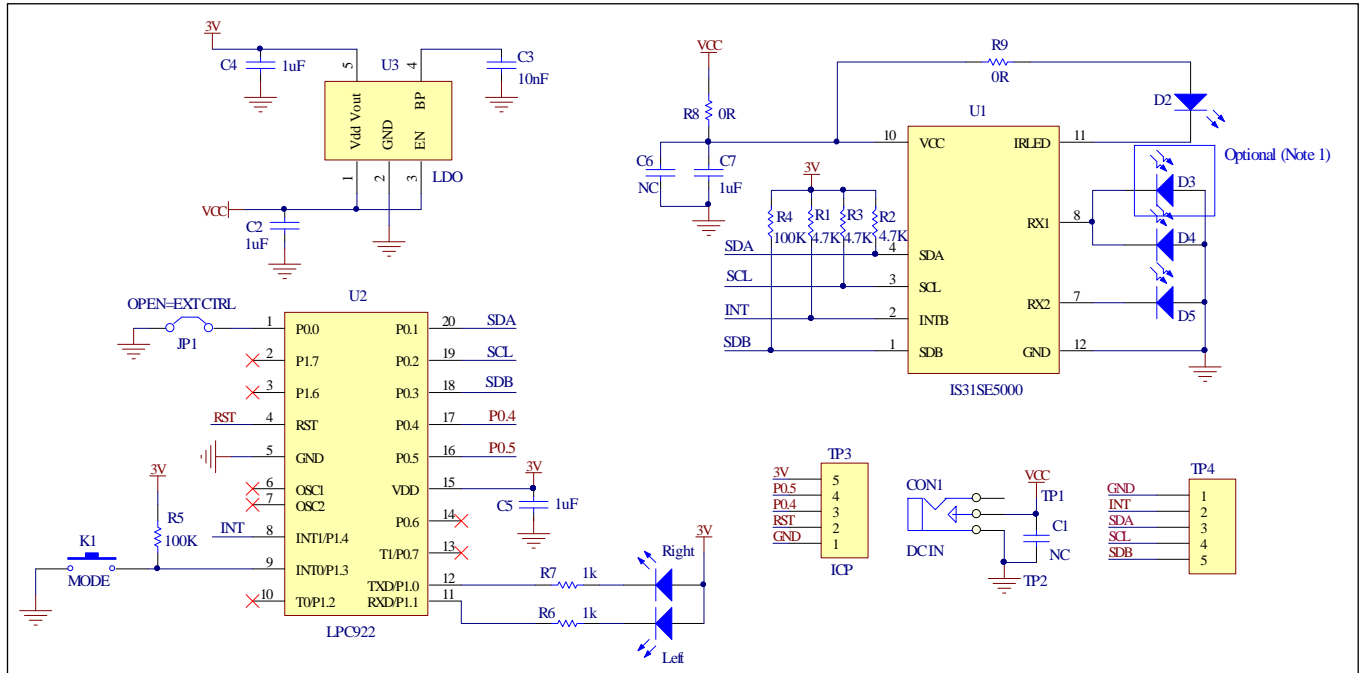 3V
C4
1uF
5
U3
4
C3
10nF
Vdd Vout
GND
BP
EN
1
2
3
LDO
VCC
C2
1uF
VCC
R8
0R
R9
0R
D2
U1
10
VCC
IRLED
11
C6
NC
C7
1uF
3V
Optional (Note 1)
D3
R4
100K
R1
4.7K
R3
4.7K
R2
4.7K
RX1
8
D4
SDA
4
SDA
SCL
3
SCL
RX2
7
D5
INT
2
INTB
SDB
1
SDB
GND
12
IS31SE5000
U2
OPEN=EXTCTRL
JP1
1
P0.0
P0.1
20
SDA
2
P1.7
P0.2
19
SCL
3
P1.6
P0.3
18
SDB
RST
4
RST
P0.4
17
P0.4
5
GND
P0.5
16
P0.5
3V
6
OSC1
VDD
15
3V
7
OSC2
C5
1uF
R5
100K
P0.6
14
INT
8
INT1/P1.4
T1/P0.7
13
K1
MODE
9
INT0/P1.3
TXD/P1.0
12
R7
1k
Right
3V
10
T0/P1.2
RXD/P1.1
11
R6
1k
Left
LPC922
TP3
3V
5
P0.5
4
P0.4
3
RST
2
GND
1
ICP
CON1
DC IN
VCC
TP1
C1
NC
TP2
TP4
GND
1
INT
2
SDA
3
SCL
4
SDB
5